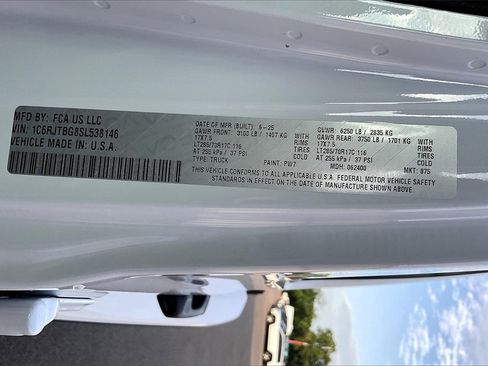 MFD BY: FCA US LLC
VIN: 1C6RJTBG8SL538146
VEHICLE MADE IN: U.S.A.
DATE OF MFR (BUILT): 6-25
GVWR: 6250 LB / 2835 KG
GAWR FRONT: 3100 LB / 1407 KG WITH
GAWR REAR: 3750 LB / 1701 KG WITH
17X7.5 RIMS
17X7.5 RIMS
LT285/70R17C 116 TIRES
LT285/70R17C 116 TIRES
AT 255 kPa / 37 PSI COLD
AT 255 kPa / 37 PSI COLD
TYPE: TRUCK
PAINT: PW7
MDH: 062400
MKT: 875
THIS VEHICLE CONFORMS TO ALL APPLICABLE U.S.A. FEDERAL MOTOR VEHICLE SAFETY
STANDARDS IN EFFECT ON THE DATE OF MANUFACTURE SHOWN ABOVE.